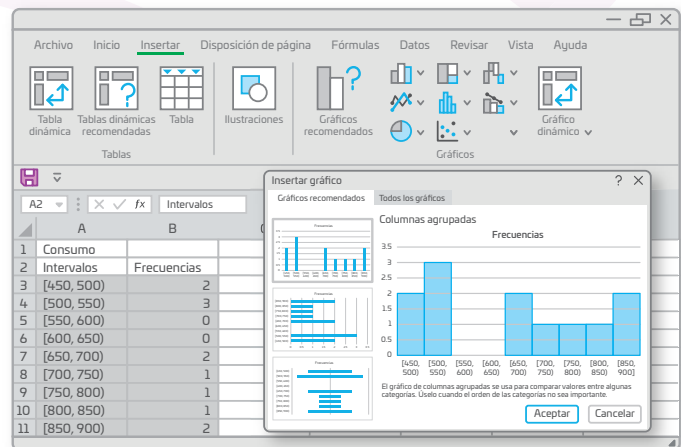 Archivo Inicio Insertar Disposición de página Fórmulas Datos Revisar Vista Ayuda
Tabla dinámica
Tablas dinámicas recomendadas
Tabla
Ilustraciones
Gráficos recomendados
Gráfico dinámico
Tablas
Gráficos
A2 fx Intervalos
A B
1 Consumo
2 Intervalos Frecuencias
3 [450, 500) 2
4 [500, 550) 3
5 [550, 600) 0
6 [600, 650) 0
7 [650, 700) 2
8 [700, 750) 1
9 [750, 800) 1
10 [800, 850) 1
11 [850, 900) 2
Insertar gráfico ? X
Gráficos recomendados Todos los gráficos
Frecuencias
Frecuencias
Frecuencias
Columnas agrupadas
Frecuencias
3.5
3
2.5
2
1.5
1
0.5
0
[450, [500, [550, [600, [650, [700, [750, [800, [850,
500) 550) 600) 650) 700) 750) 800) 850) 900]
El gráfico de columnas agrupadas se usa para comparar valores entre algunas
categorías. Úselo cuando el orden de las categorías no sea importante.
Aceptar Cancelar